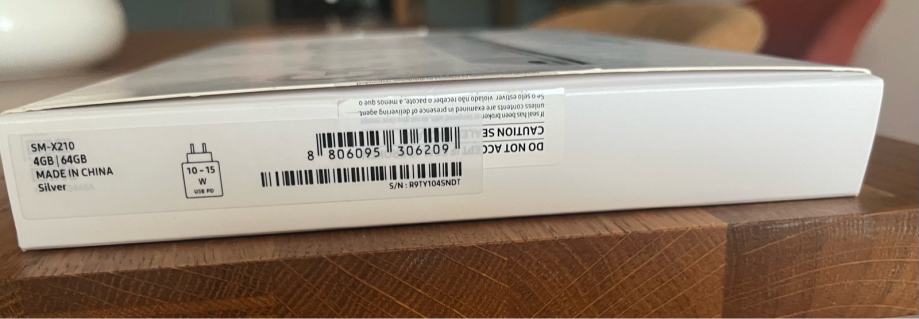 SM-X210
4GB | 64GB
MADE IN CHINA
Silver
10 - 15
W
USB PD
8 806095 306209
S/N : R9TY104SNDT
DO NOT ACC
CAUTION SE
If seal has been broken
unless contents are examined in presence of delivering agent
Se o selo estiver violado não receber o pacote, a menos que o